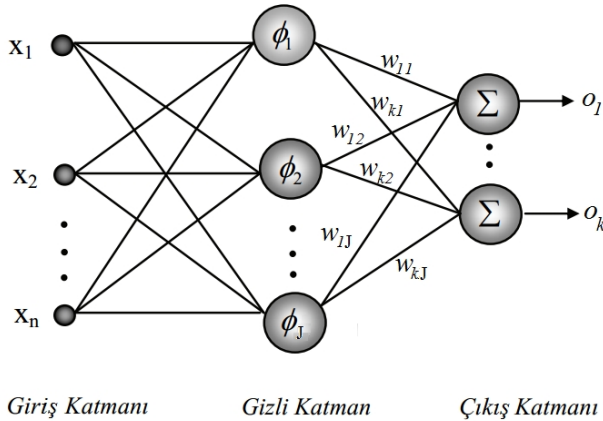 x1
x2
xn
ϕ1
ϕ2
ϕJ
w11
wk1
w12
wk2
w1J
wkJ
Σ
Σ
o1
ok
Giriş Katmanı
Gizli Katman
Çıkış Katmanı